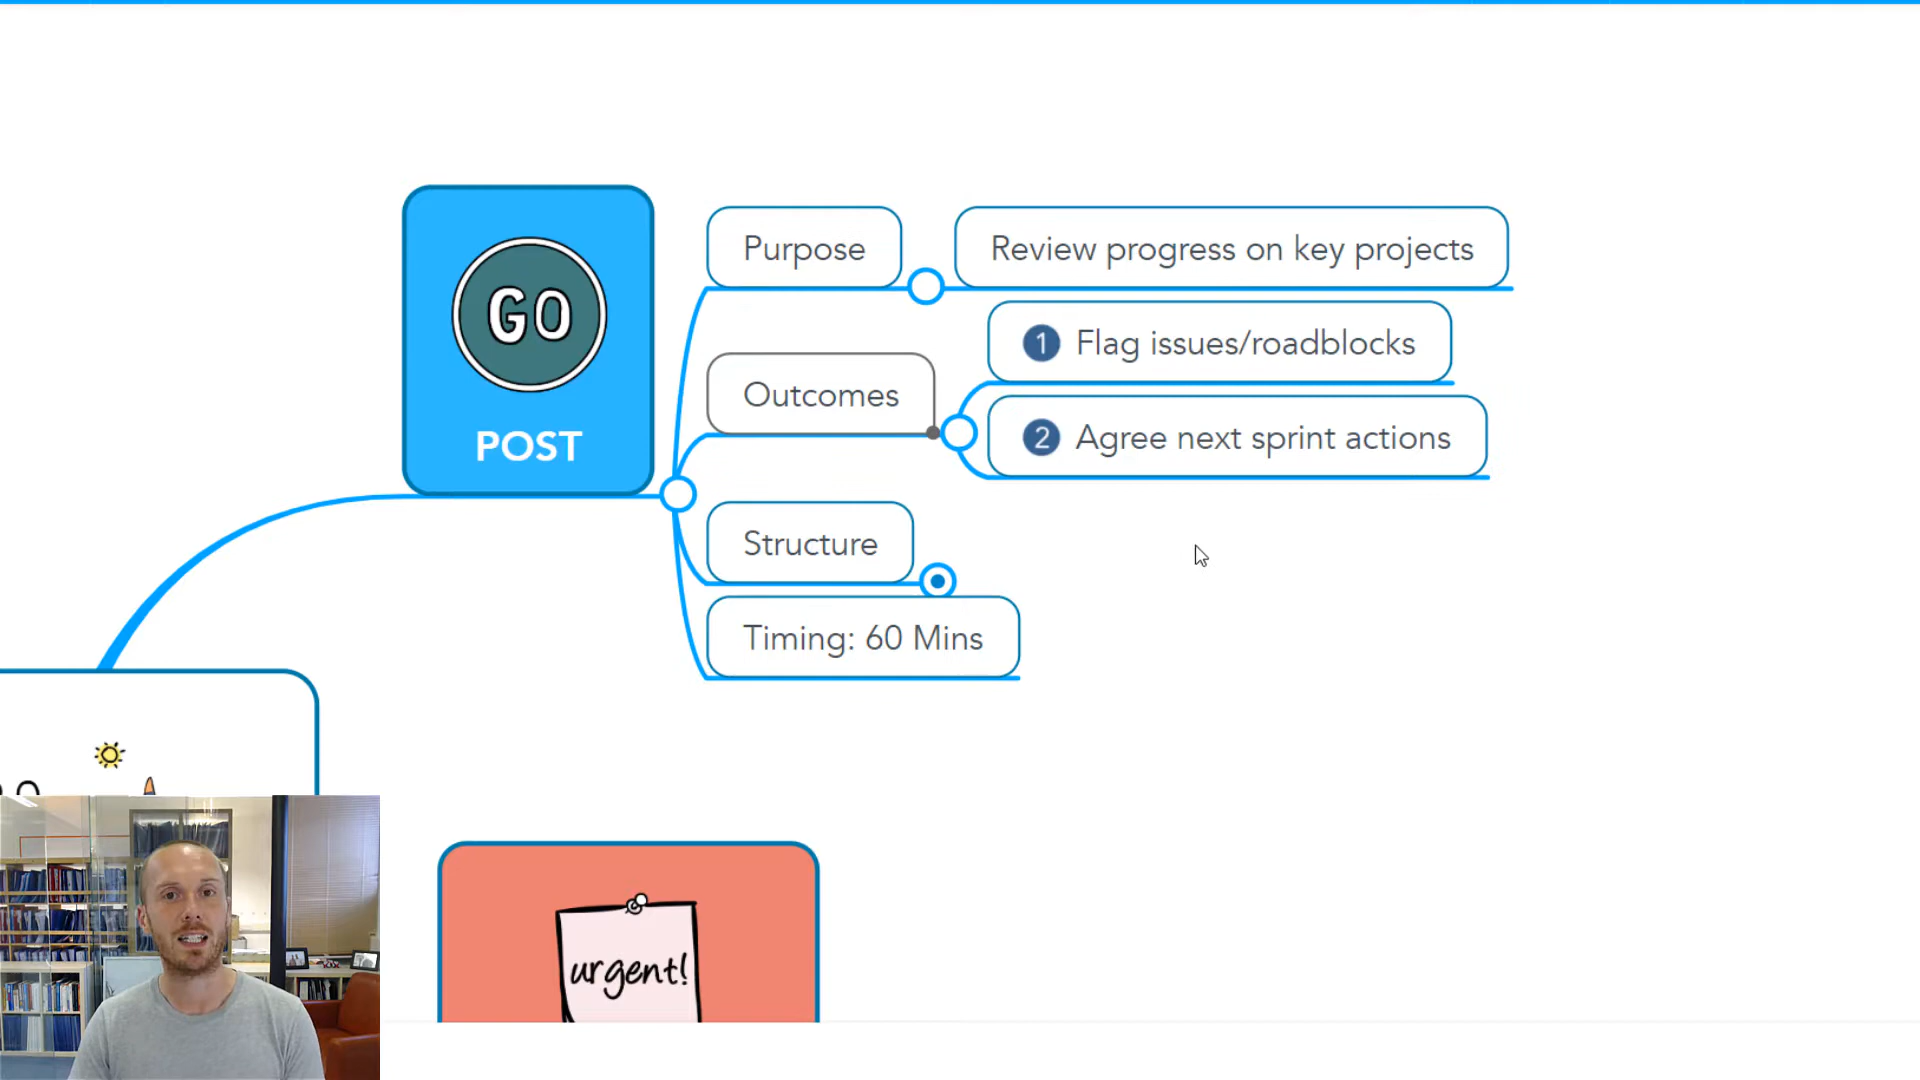 GO
POST
Purpose
Review progress on key projects
Outcomes
1 Flag issues/roadblocks
2 Agree next sprint actions
Structure
Timing: 60 Mins
urgent!